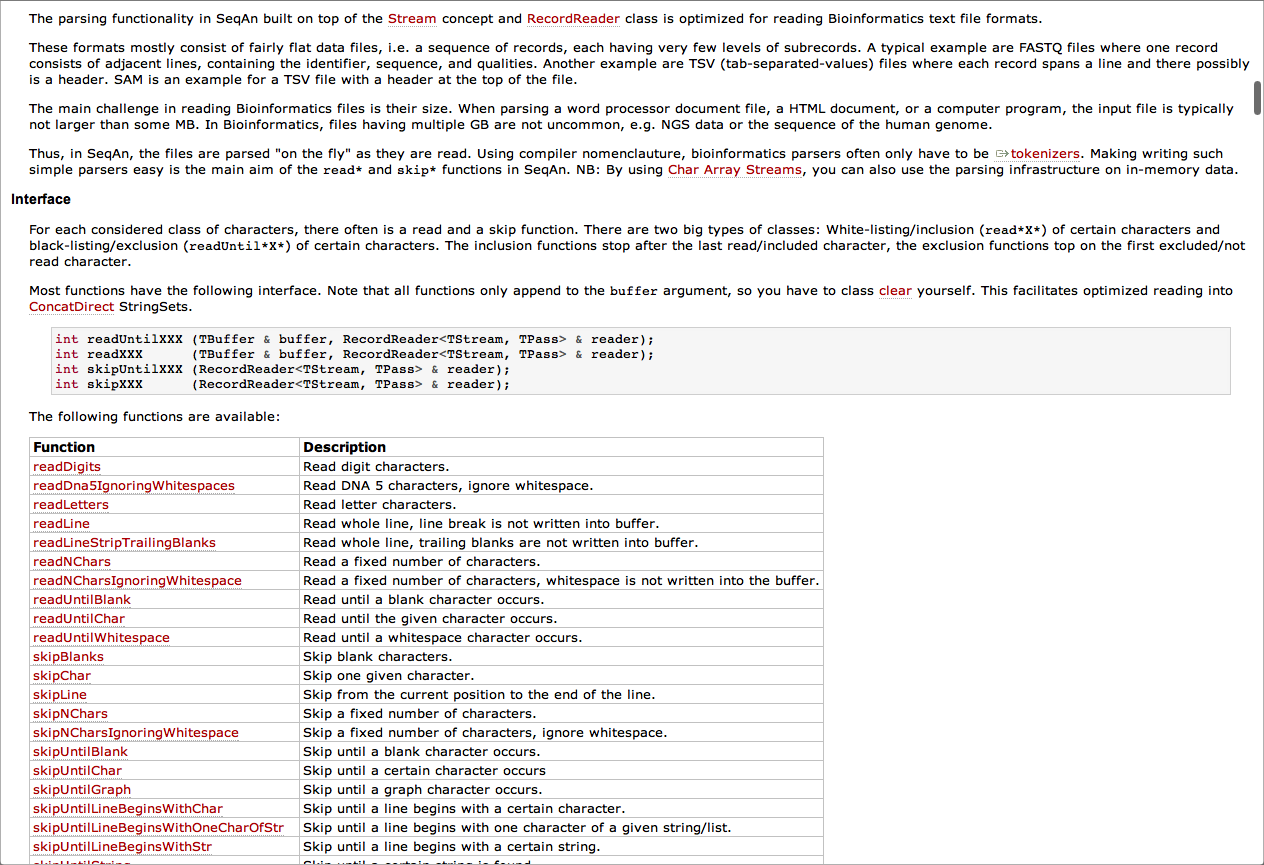 The parsing functionality in SeqAn built on top of the Stream concept and RecordReader class is optimized for reading Bioinformatics text file formats.
These formats mostly consist of fairly flat data files, i.e. a sequence of records, each having very few levels of subrecords. A typical example are FASTQ files where one record
consists of adjacent lines, containing the identifier, sequence, and qualities. Another example are TSV (tab-separated-values) files where each record spans a line and there possibly
is a header. SAM is an example for a TSV file with a header at the top of the file.
The main challenge in reading Bioinformatics files is their size. When parsing a word processor document file, a HTML document, or a computer program, the input file is typically
not larger than some MB. In Bioinformatics, files having multiple GB are not uncommon, e.g. NGS data or the sequence of the human genome.
Thus, in SeqAn, the files are parsed "on the fly" as they are read. Using compiler nomenclauture, bioinformatics parsers often only have to be tokenizers. Making writing such
simple parsers easy is the main aim of the read* and skip* functions in SeqAn. NB: By using Char Array Streams, you can also use the parsing infrastructure on in-memory data.
Interface
For each considered class of characters, there often is a read and a skip function. There are two big types of classes: White-listing/inclusion (read*X*) of certain characters and
black-listing/exclusion (readUntil*X*) of certain characters. The inclusion functions stop after the last read/included character, the exclusion functions top on the first excluded/not
read character.
Most functions have the following interface. Note that all functions only append to the buffer argument, so you have to class clear yourself. This facilitates optimized reading into
ConcatDirect StringSets.
int readUntilXXX (TBuffer & buffer, RecordReader<TStream, TPass> & reader);
int readXXX      (TBuffer & buffer, RecordReader<TStream, TPass> & reader);
int skipUntilXXX (RecordReader<TStream, TPass> & reader);
int skipXXX      (RecordReader<TStream, TPass> & reader);
The following functions are available:
Function Description
readDigits Read digit characters.
readDna5IgnoringWhitespaces Read DNA 5 characters, ignore whitespace.
readLetters Read letter characters.
readLine Read whole line, line break is not written into buffer.
readLineStripTrailingBlanks Read whole line, trailing blanks are not written into buffer.
readNChars Read a fixed number of characters.
readNCharsIgnoringWhitespace Read a fixed number of characters, whitespace is not written into the buffer.
readUntilBlank Read until a blank character occurs.
readUntilChar Read until the given character occurs.
readUntilWhitespace Read until a whitespace character occurs.
skipBlanks Skip blank characters.
skipChar Skip one given character.
skipLine Skip from the current position to the end of the line.
skipNChars Skip a fixed number of characters.
skipNCharsIgnoringWhitespace Skip a fixed number of characters, ignore whitespace.
skipUntilBlank Skip until a blank character occurs.
skipUntilChar Skip until a certain character occurs
skipUntilGraph Skip until a graph character occurs.
skipUntilLineBeginsWithChar Skip until a line begins with a certain character.
skipUntilLineBeginsWithOneCharOfStr Skip until a line begins with one character of a given string/list.
skipUntilLineBeginsWithStr Skip until a line begins with a certain string.
skipUntilString Skip until a certain string is found.